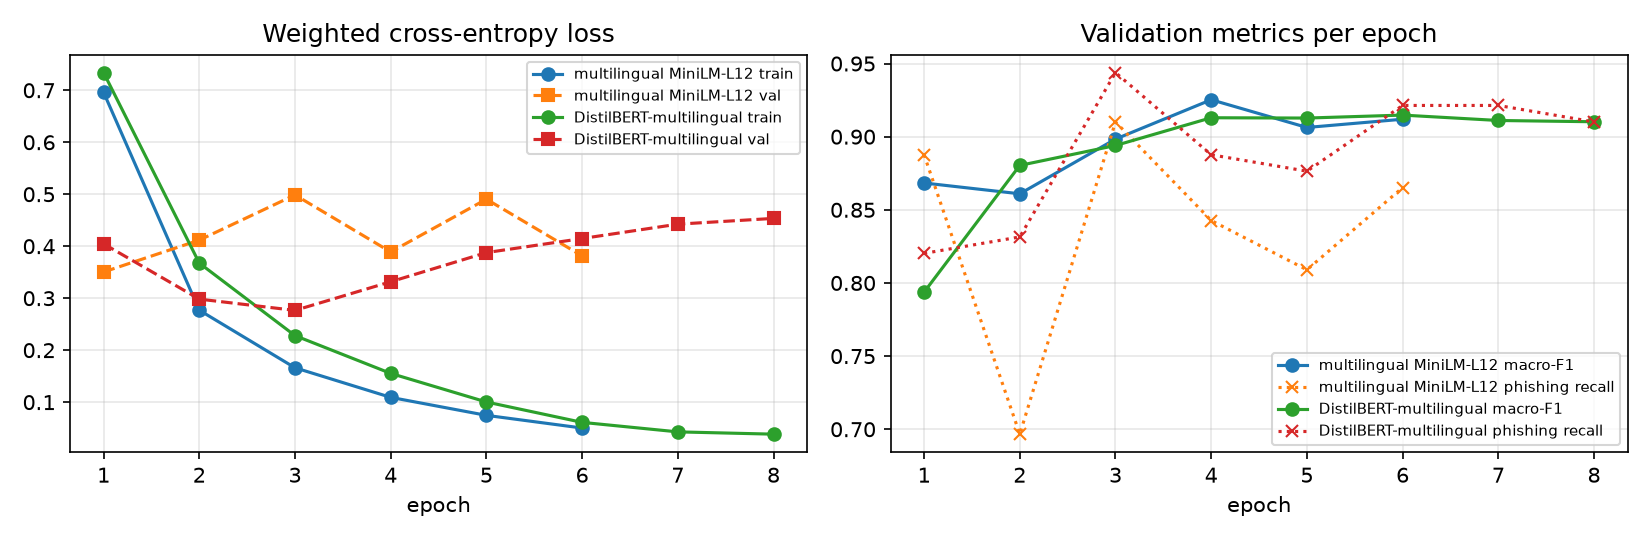 Weighted cross-entropy loss
multilingual MiniLM-L12 train
multilingual MiniLM-L12 val
DistilBERT-multilingual train
DistilBERT-multilingual val
0.7
0.6
0.5
0.4
0.3
0.2
0.1
1 2 3 4 5 6 7 8
epoch
Validation metrics per epoch
0.95
0.90
0.85
0.80
0.75
0.70
multilingual MiniLM-L12 macro-F1
multilingual MiniLM-L12 phishing recall
DistilBERT-multilingual macro-F1
DistilBERT-multilingual phishing recall
1 2 3 4 5 6 7 8
epoch